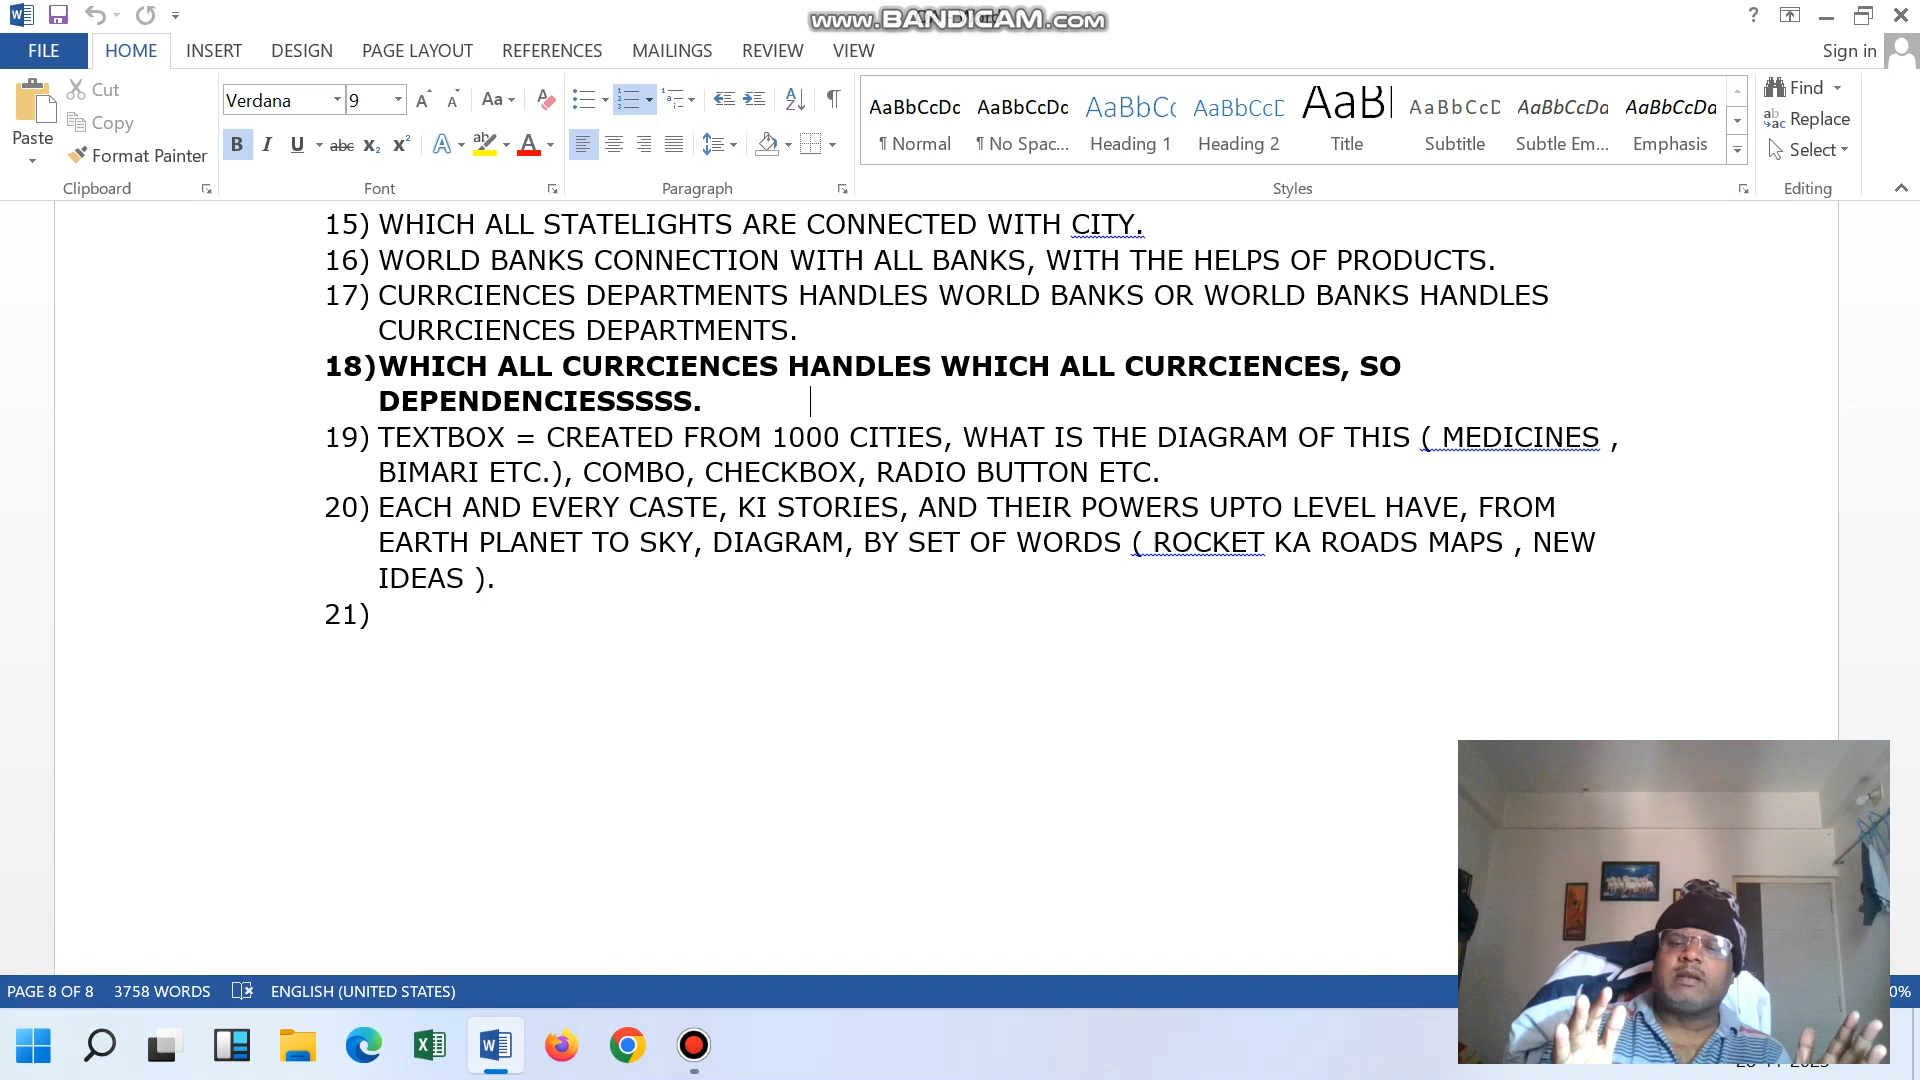 www.BANDICAM.com
FILE HOME INSERT DESIGN PAGE LAYOUT REFERENCES MAILINGS REVIEW VIEW Sign in
Paste Cut Copy Format Painter
Verdana 9
AaBbCcDc AaBbCcDc AaBbC AaBbCcD AaB AaBbCcD AaBbCcDa AaBbCcDa
¶ Normal ¶ No Spac... Heading 1 Heading 2 Title Subtitle Subtle Em... Emphasis
Find Replace Select
Clipboard Font Paragraph Styles Editing
15) WHICH ALL STATELIGHTS ARE CONNECTED WITH CITY.
16) WORLD BANKS CONNECTION WITH ALL BANKS, WITH THE HELPS OF PRODUCTS.
17) CURRCIENCES DEPARTMENTS HANDLES WORLD BANKS OR WORLD BANKS HANDLES
CURRCIENCES DEPARTMENTS.
18)WHICH ALL CURRCIENCES HANDLES WHICH ALL CURRCIENCES, SO
DEPENDENCIESSSSS.
19) TEXTBOX = CREATED FROM 1000 CITIES, WHAT IS THE DIAGRAM OF THIS ( MEDICINES ,
BIMARI ETC.), COMBO, CHECKBOX, RADIO BUTTON ETC.
20) EACH AND EVERY CASTE, KI STORIES, AND THEIR POWERS UPTO LEVEL HAVE, FROM
EARTH PLANET TO SKY, DIAGRAM, BY SET OF WORDS ( ROCKET KA ROADS MAPS , NEW
IDEAS ).
21)
PAGE 8 OF 8 3758 WORDS ENGLISH (UNITED STATES) 0%